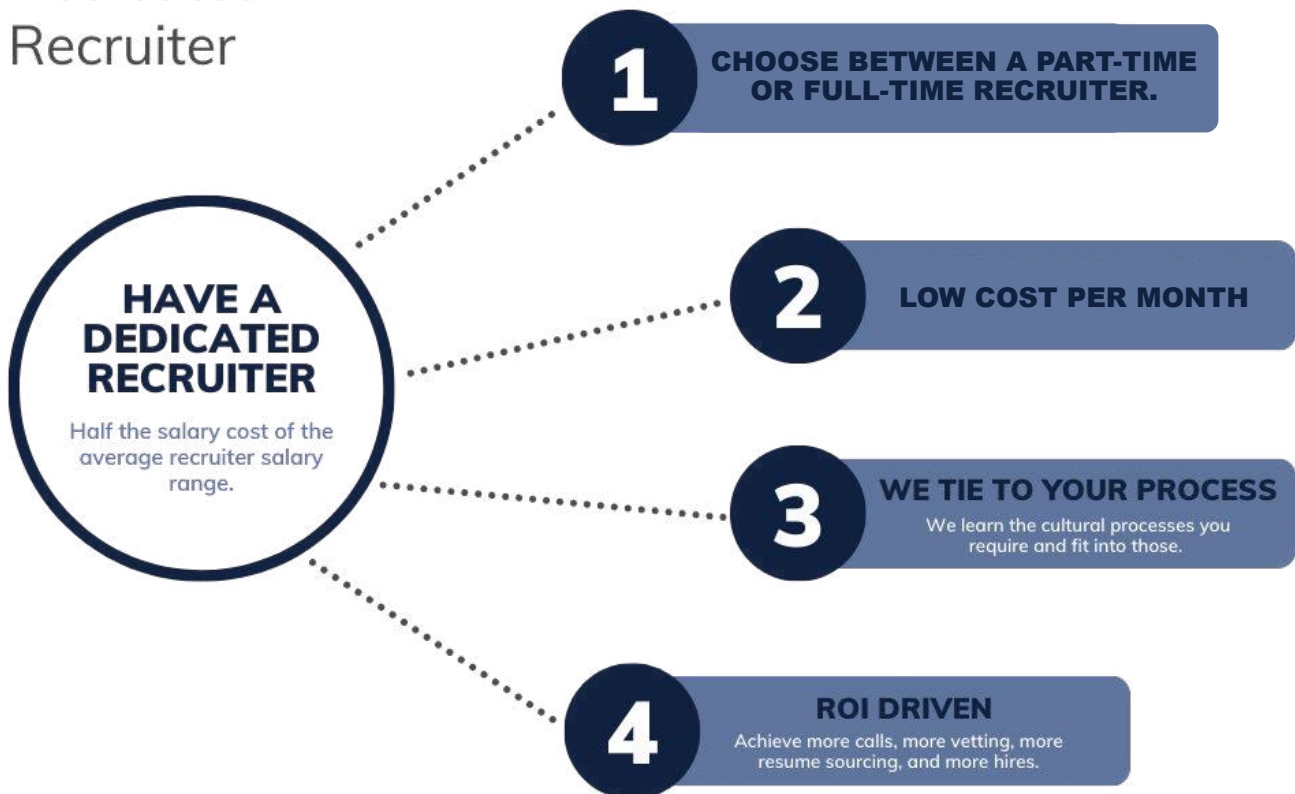 Recruiter
1
CHOOSE BETWEEN A PART-TIME
OR FULL-TIME RECRUITER.
HAVE A
DEDICATED
RECRUITER
Half the salary cost of the
average recruiter salary
range.
2
LOW COST PER MONTH
3
WE TIE TO YOUR PROCESS
We learn the cultural processes you
require and fit into those.
4
ROI DRIVEN
Achieve more calls, more vetting, more
resume sourcing, and more hires.